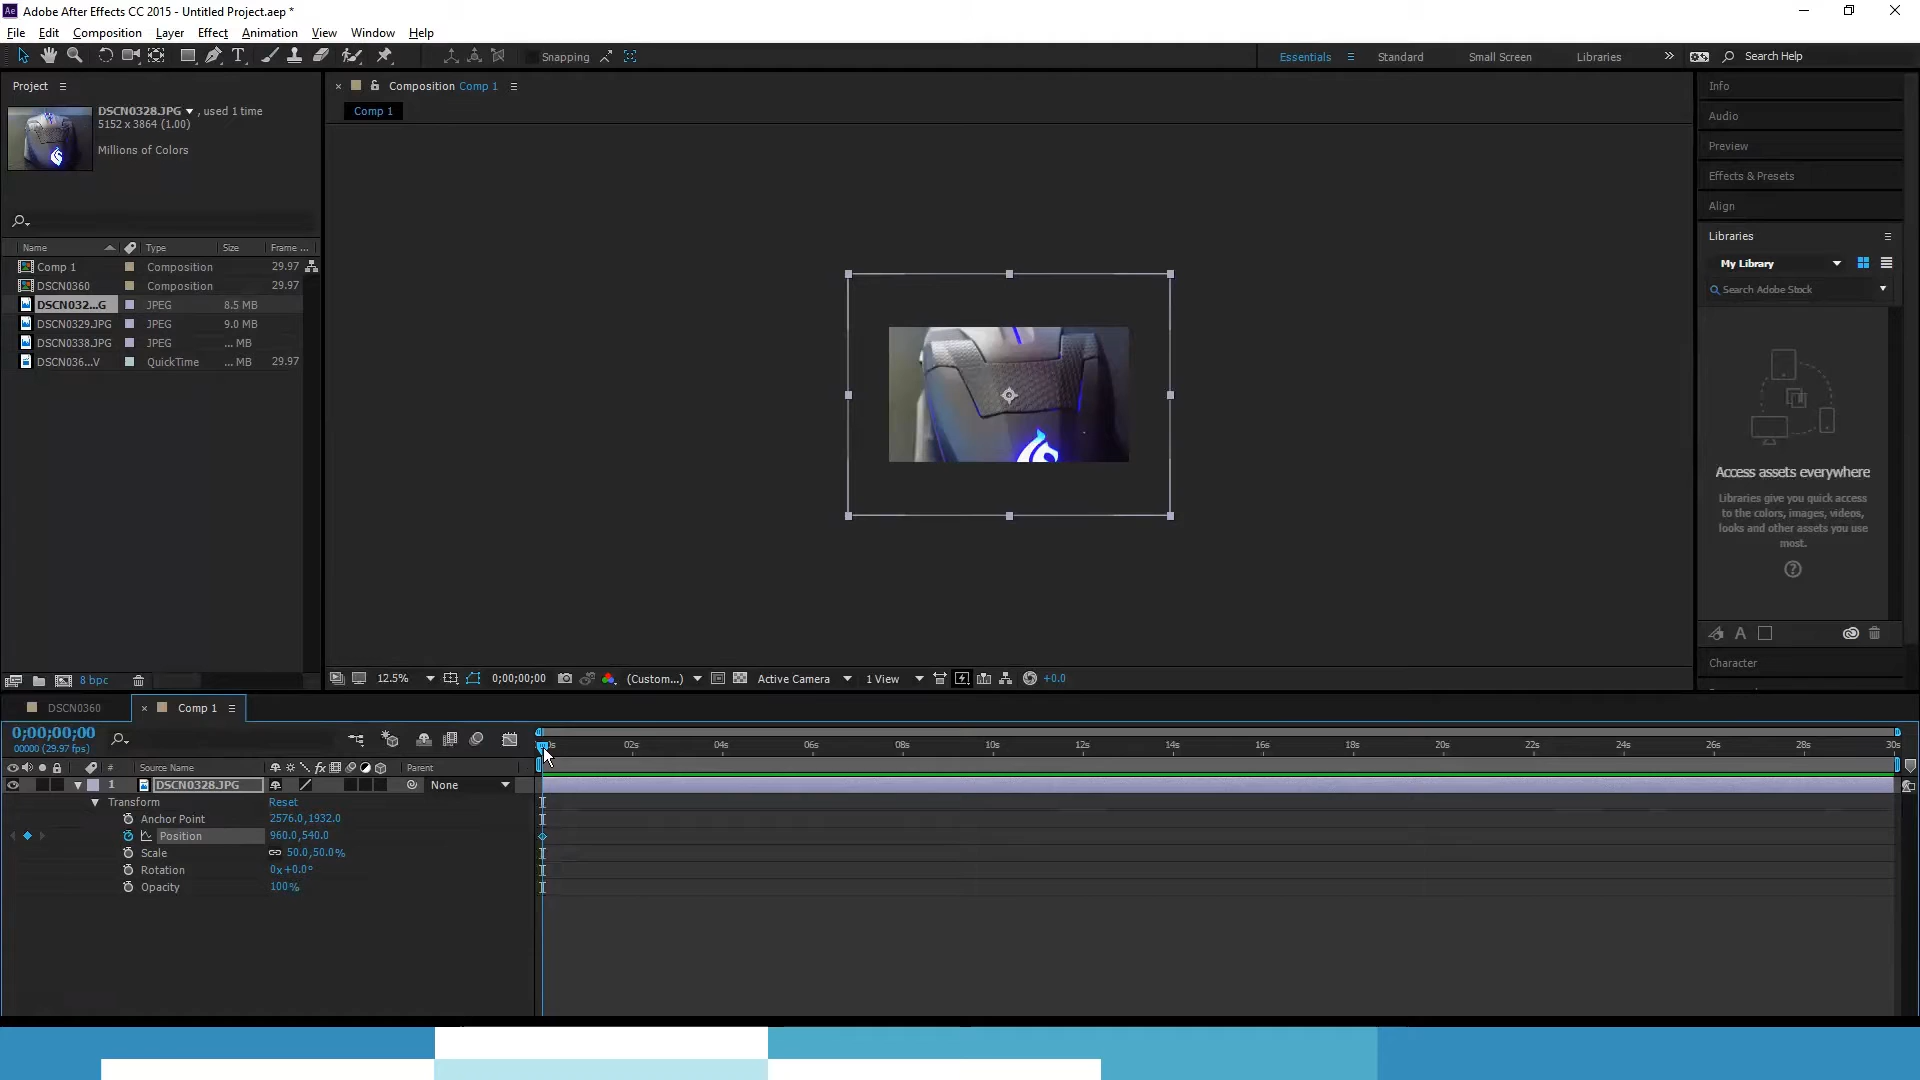 Ae Adobe After Effects CC 2015 - Untitled Project.aep *
File Edit Composition Layer Effect Animation View Window Help
T Snapping Essentials Standard Small Screen Libraries Search Help
Project
DSCN0328.JPG , used 1 time
5152 x 3864 (1.00)
Millions of Colors
Name Type Size Frame ...
Comp 1 Composition 29.97
DSCN0360 Composition 29.97
DSCN032...G JPEG 8.5 MB
DSCN0329.JPG JPEG 9.0 MB
DSCN0338.JPG JPEG ... MB
DSCN036...V QuickTime ... MB 29.97
8 bpc
Composition Comp 1
Comp 1
12.5% 0;00;00;00 (Custom...) Active Camera 1 View +0.0
Info
Audio
Preview
Effects & Presets
Align
Libraries
My Library
Search Adobe Stock
Access assets everywhere
Libraries give you quick access
to the colors, images, videos,
looks and other assets you use
most.
?
A
Character
DSCN0360 Comp 1
0;00;00;00
00000 (29.97 fps)
02s 04s 06s 08s 10s 12s 14s 16s 18s 20s 22s 24s 26s 28s 30s
# Source Name fx Parent
1 DSCN0328.JPG None
Transform Reset
Anchor Point 2576.0,1932.0
Position 960.0,540.0
Scale 50.0,50.0%
Rotation 0x+0.0°
Opacity 100%